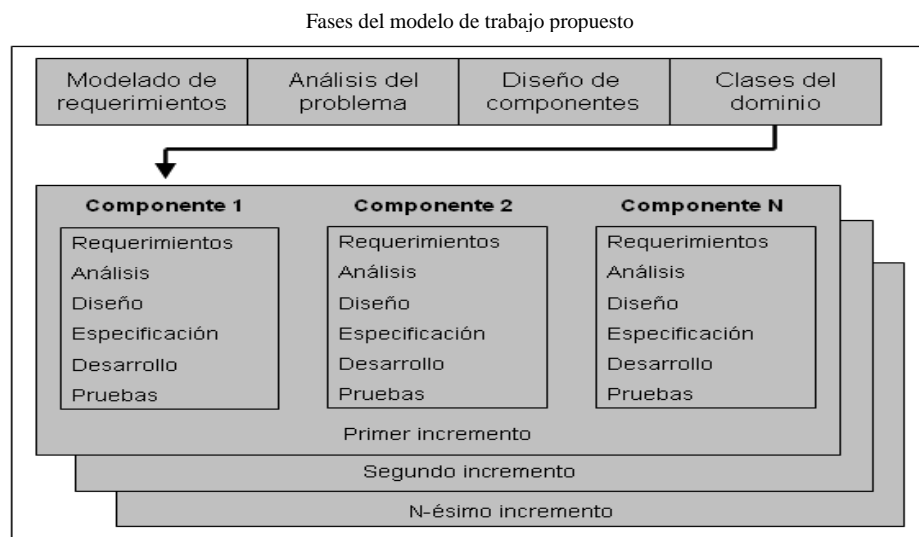 Fases del modelo de trabajo propuesto
Modelado de
requerimientos
Análisis del
problema
Diseño de
componentes
Clases del
dominio
Componente 1
Requerimientos
Análisis
Diseño
Especificación
Desarrollo
Pruebas
Componente 2
Requerimientos
Análisis
Diseño
Especificación
Desarrollo
Pruebas
Componente N
Requerimientos
Análisis
Diseño
Especificación
Desarrollo
Pruebas
Primer incremento
Segundo incremento
N-ésimo incremento